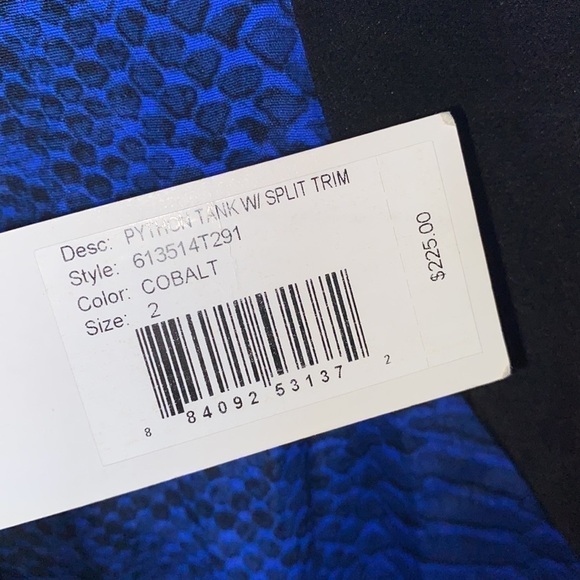 Desc: PYTHON TANK W/ SPLIT TRIM
Style: 613514T291
Color: COBALT
Size: 2
8 84092 53137 2
$225.00